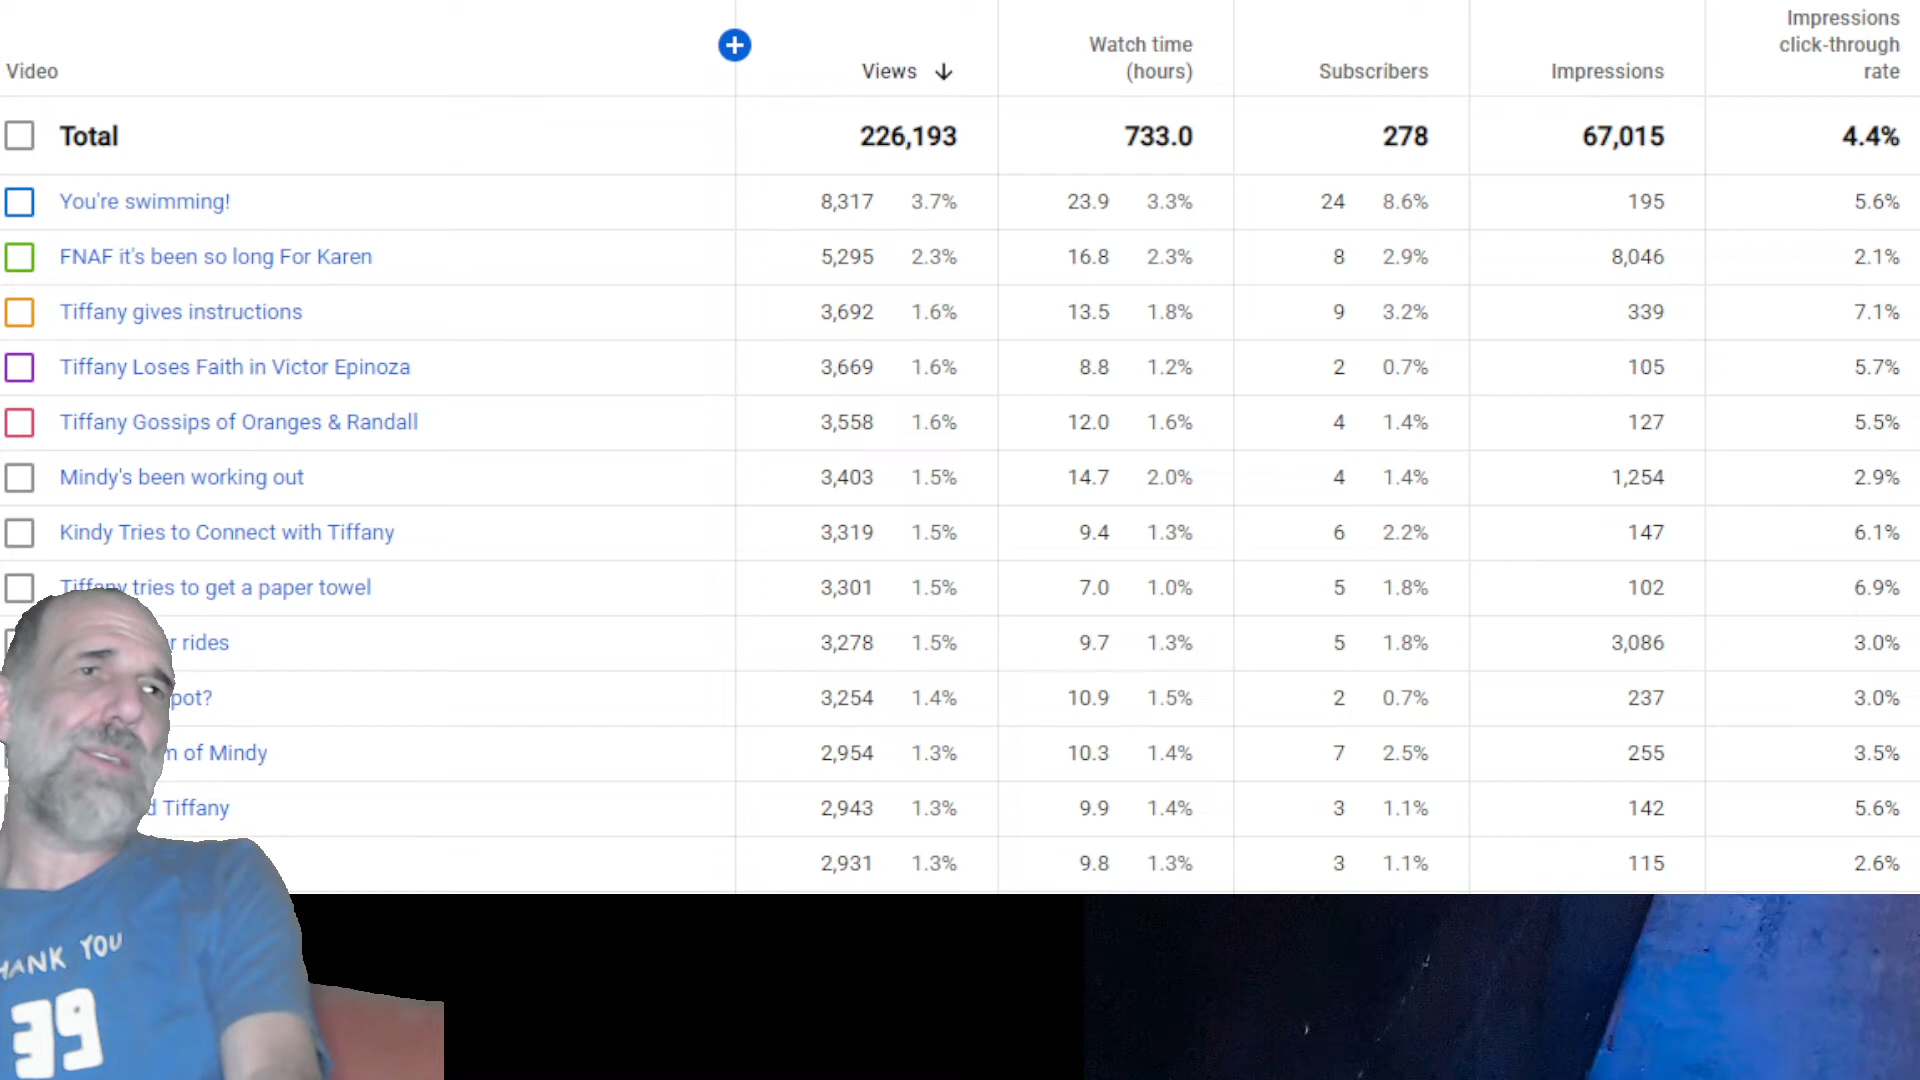 Video
Views
Watch time
(hours)
Subscribers
Impressions
Impressions
click-through
rate
Total 226,193 733.0 278 67,015 4.4%
You're swimming! 8,317 3.7% 23.9 3.3% 24 8.6% 195 5.6%
FNAF it's been so long For Karen 5,295 2.3% 16.8 2.3% 8 2.9% 8,046 2.1%
Tiffany gives instructions 3,692 1.6% 13.5 1.8% 9 3.2% 339 7.1%
Tiffany Loses Faith in Victor Epinoza 3,669 1.6% 8.8 1.2% 2 0.7% 105 5.7%
Tiffany Gossips of Oranges & Randall 3,558 1.6% 12.0 1.6% 4 1.4% 127 5.5%
Mindy's been working out 3,403 1.5% 14.7 2.0% 4 1.4% 1,254 2.9%
Kindy Tries to Connect with Tiffany 3,319 1.5% 9.4 1.3% 6 2.2% 147 6.1%
Tiffany tries to get a paper towel 3,301 1.5% 7.0 1.0% 5 1.8% 102 6.9%
rides 3,278 1.5% 9.7 1.3% 5 1.8% 3,086 3.0%
pot? 3,254 1.4% 10.9 1.5% 2 0.7% 237 3.0%
of Mindy 2,954 1.3% 10.3 1.4% 7 2.5% 255 3.5%
Tiffany 2,943 1.3% 9.9 1.4% 3 1.1% 142 5.6%
2,931 1.3% 9.8 1.3% 3 1.1% 115 2.6%
HANK YOU
39